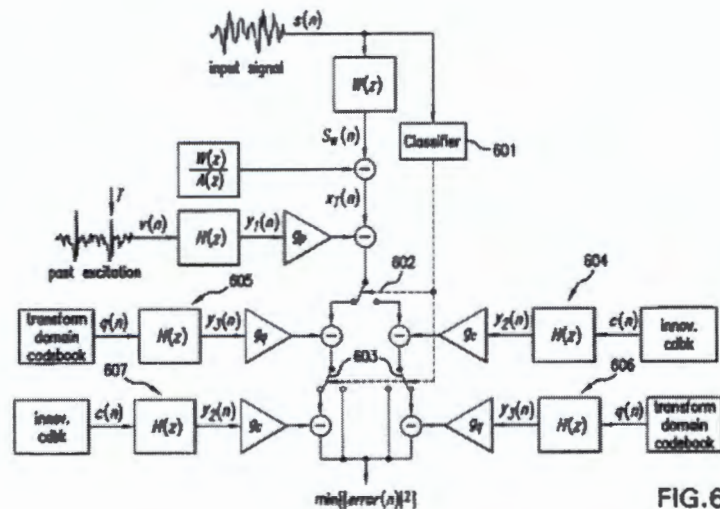 s(n)
input signal
W(z)
Classifier
601
S_w(n)
W(z)
A(z)
x_1(n)
T
v(n)
H(z)
y_1(n)
g_p
past excitation
602
605
604
transform
domain
codebook
q(n)
H(z)
y_3(n)
g_q
g_c
y_2(n)
H(z)
c(n)
innov.
cdbk
603
607
606
innov.
cdbk
c(n)
H(z)
y_2(n)
g_c
g_q
y_3(n)
H(z)
q(n)
transform
domain
codebook
min[|error(n)|²]
FIG.6